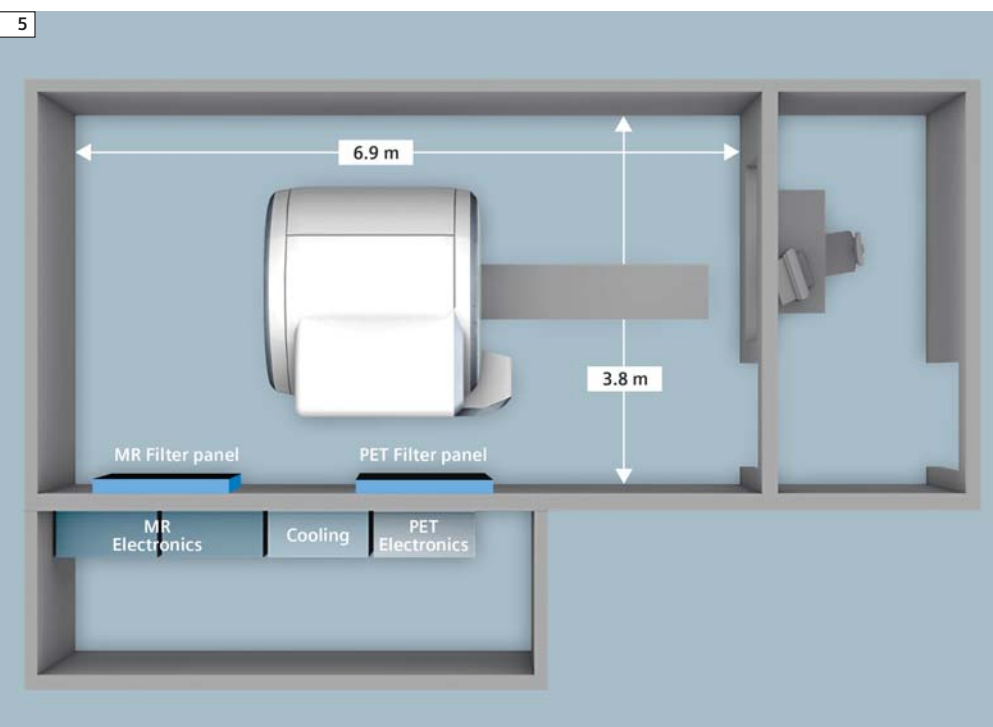 5
6.9 m
3.8 m
MR Filter panel
PET Filter panel
MR
Electronics
Cooling
PET
Electronics